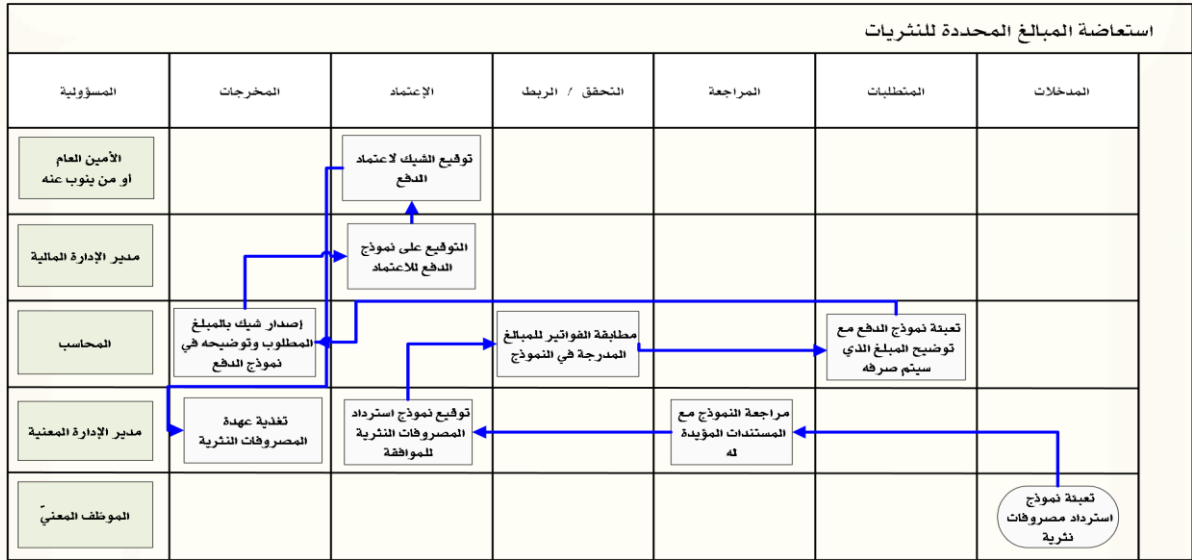 استعاضة المبالغ المحددة للنثريات
المدخلات
المتطلبات
المراجعة
التحقق / الربط
الإعتماد
المخرجات
المسؤولية
توقيع الشيك لاعتماد
الدفع
الأمين العام
او من ينوب عنه
التوقيع على نموذج
الدفع للاعتماد
مدير الإدارة المالية
تعبئة نموذج الدفع مع
توضيح المبلغ الذي
سيتم صرفه
مطابقة الفواتير للمبالغ
المدرجة في النموذج
إصدار شيك بالمبلغ
المطلوب وتوضيحه في
نموذج الدفع
المحاسب
مراجعة النموذج مع
المستندات المؤيدة
له
توقيع نموذج استرداد
المصروفات النثرية
للموافقة
تغذية عهدة
المصروفات النثرية
مدير الإدارة المعنية
تعبئة نموذج
استرداد مصروفات
نثرية
الموظف المعنيّ